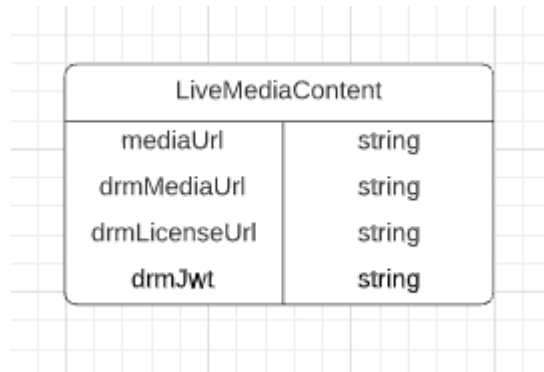 LiveMediaContent
mediaUrl string
drmMediaUrl string
drmLicenseUrl string
drmJwt string